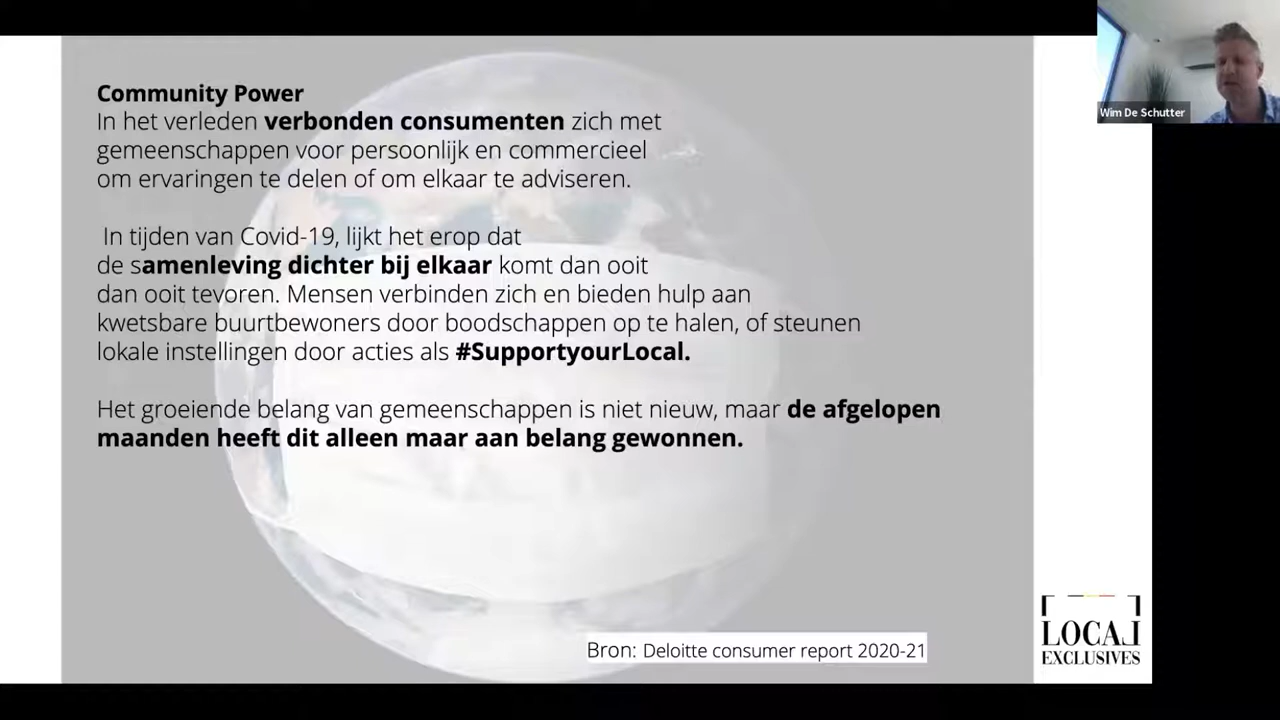 Community Power
In het verleden verbonden consumenten zich met
gemeenschappen voor persoonlijk en commercieel
om ervaringen te delen of om elkaar te adviseren.
In tijden van Covid-19, lijkt het erop dat
de samenleving dichter bij elkaar komt dan ooit
dan ooit tevoren. Mensen verbinden zich en bieden hulp aan
kwetsbare buurtbewoners door boodschappen op te halen, of steunen
lokale instellingen door acties als #SupportyourLocal.
Het groeiende belang van gemeenschappen is niet nieuw, maar de afgelopen
maanden heeft dit alleen maar aan belang gewonnen.
Bron: Deloitte consumer report 2020-21
LOCAL
EXCLUSIVES
Wim De Schutter